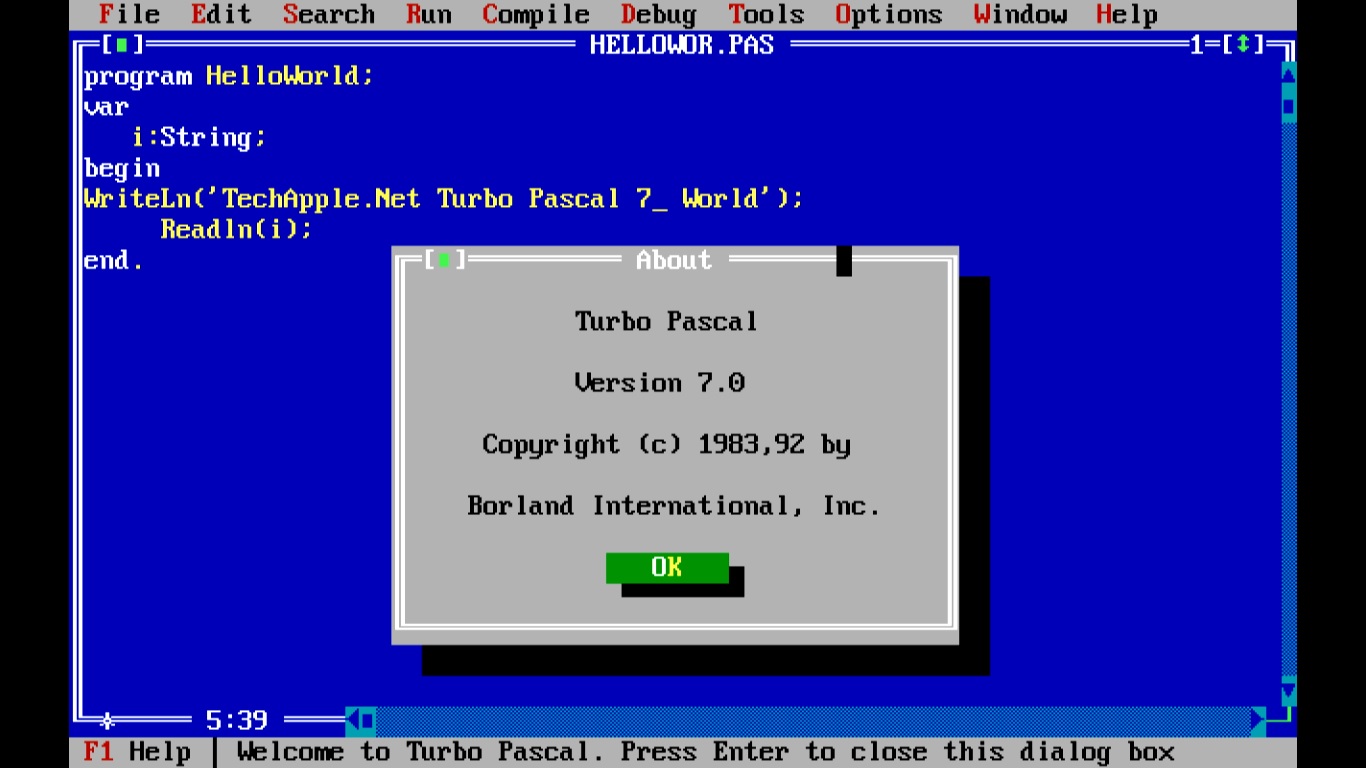 File Edit Search Run Compile Debug Tools Options Window Help
[■] HELLOWOR.PAS 1=[↕]
program HelloWorld;
var
i:String;
begin
WriteLn('TechApple.Net Turbo Pascal 7_ World');
Readln(i);
end.
[■] About
Turbo Pascal
Version 7.0
Copyright (c) 1983,92 by
Borland International, Inc.
OK
5:39
F1 Help │ Welcome to Turbo Pascal. Press Enter to close this dialog box